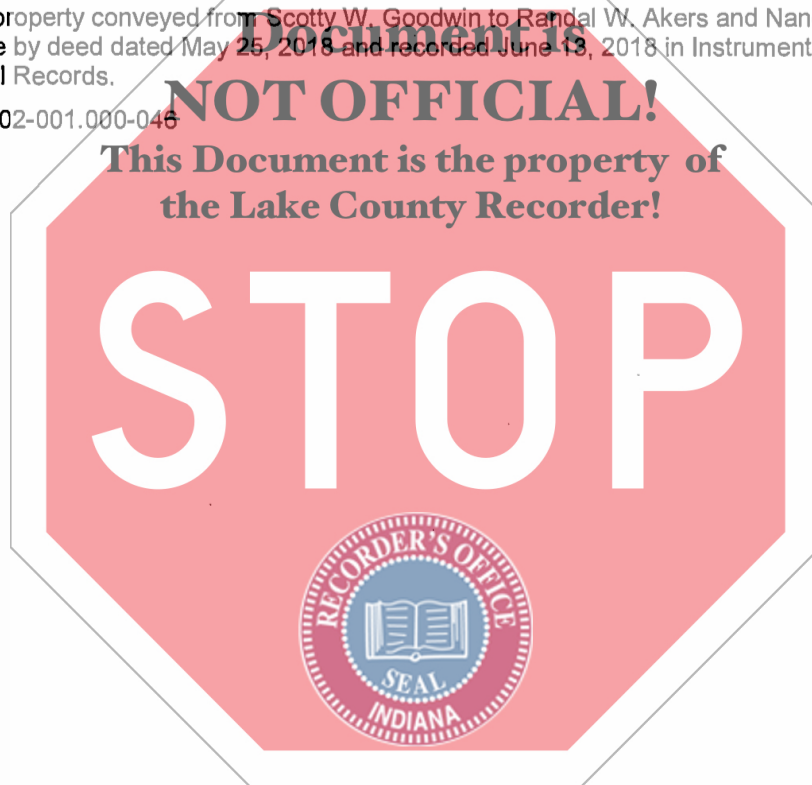 property conveyed from Scotty W. Goodwin to Randal W. Akers and Nan
e by deed dated May 25, 2018 and recorded June 13, 2018 in Instrument
l Records.
02-001.000-046
Document is
NOT OFFICIAL!
This Document is the property of
the Lake County Recorder!
STOP
RECORDER'S OFFICE
SEAL
INDIANA